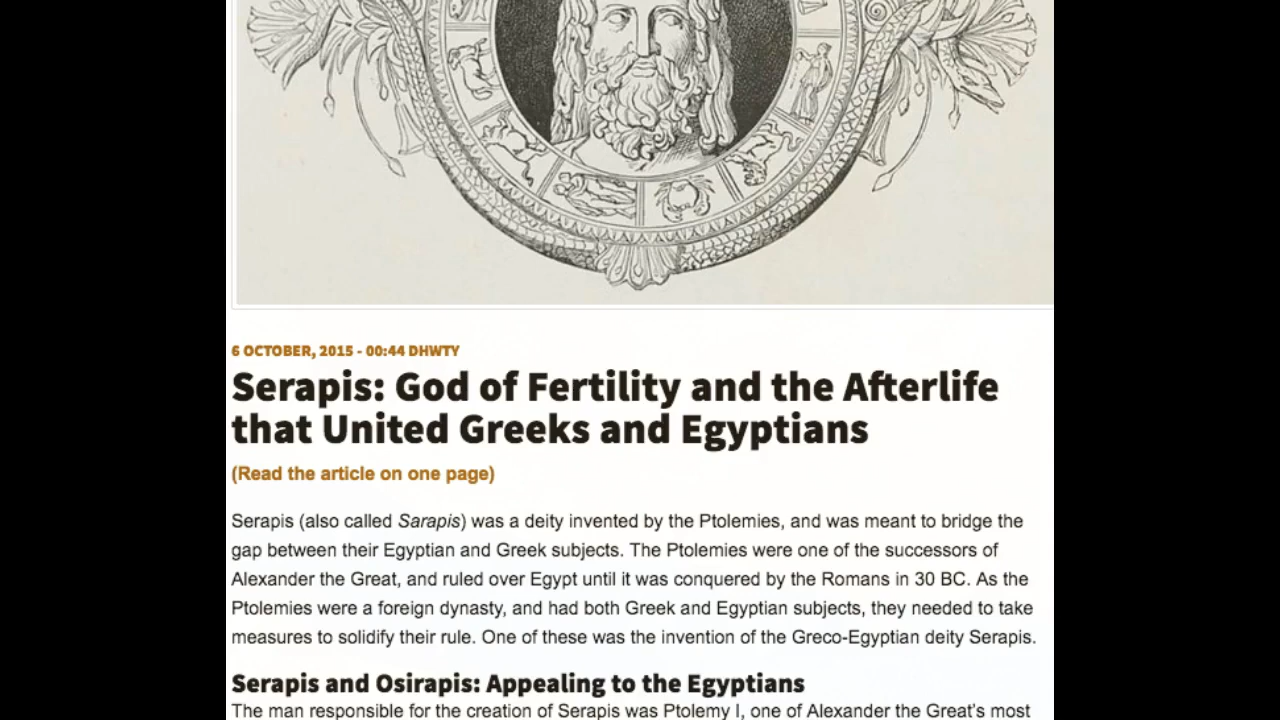 6 OCTOBER, 2015 - 00:44 DHWTY
Serapis: God of Fertility and the Afterlife
that United Greeks and Egyptians
(Read the article on one page)
Serapis (also called Sarapis) was a deity invented by the Ptolemies, and was meant to bridge the
gap between their Egyptian and Greek subjects. The Ptolemies were one of the successors of
Alexander the Great, and ruled over Egypt until it was conquered by the Romans in 30 BC. As the
Ptolemies were a foreign dynasty, and had both Greek and Egyptian subjects, they needed to take
measures to solidify their rule. One of these was the invention of the Greco-Egyptian deity Serapis.
Serapis and Osirapis: Appealing to the Egyptians
The man responsible for the creation of Serapis was Ptolemy I, one of Alexander the Great's most